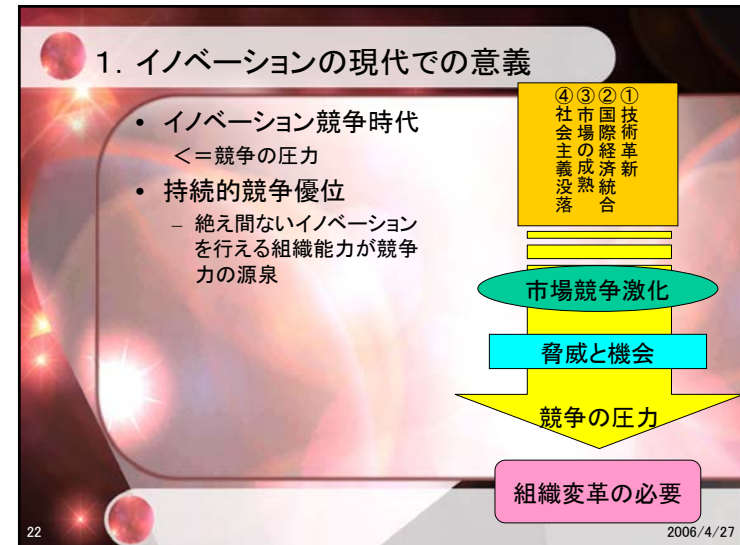 1．イノベーションの現代での意義
• イノベーション競争時代
＜＝競争の圧力
• 持続的競争優位
– 絶え間ないイノベーション
を行える組織能力が競争
力の源泉
①技術革新
②国際経済統合
③市場の成熟
④社会主義没落
市場競争激化
脅威と機会
競争の圧力
組織変革の必要
22
2006/4/27